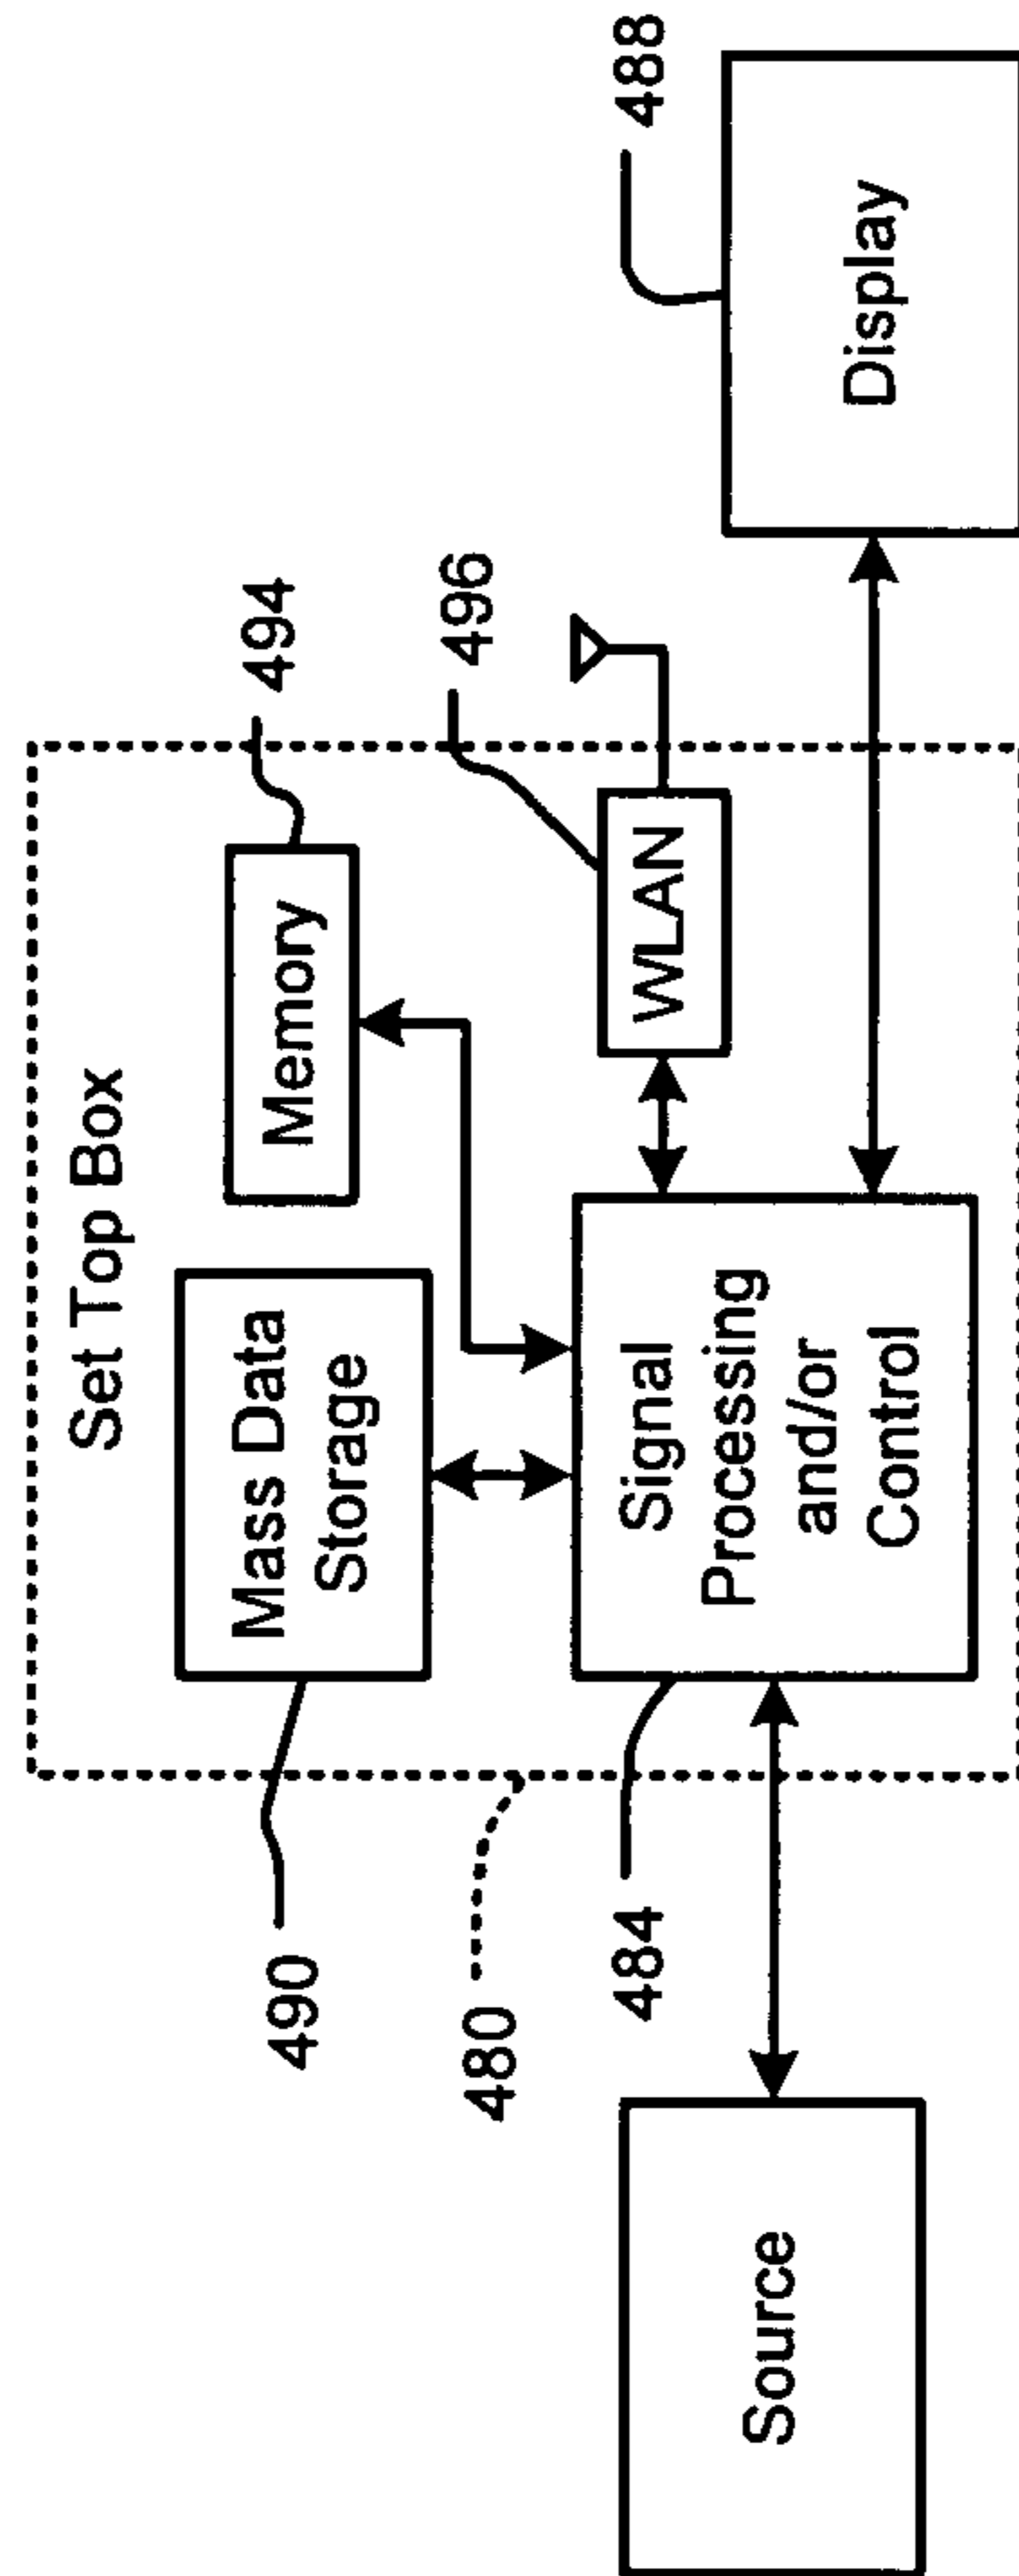 Set Top Box
490
Mass Data
Storage
Memory
494
480
496
WLAN
484
Signal
Processing
and/or
Control
488
Source
Display